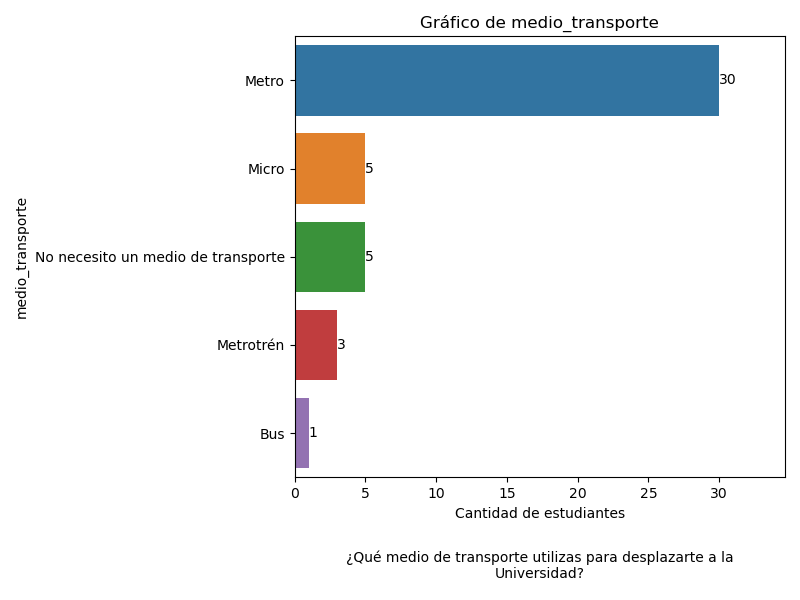 Gráfico de medio_transporte
medio_transporte
Metro
30
Micro
5
No necesito un medio de transporte
5
Metrotrén
3
Bus
1
0 5 10 15 20 25 30
Cantidad de estudiantes
¿Qué medio de transporte utilizas para desplazarte a la
Universidad?